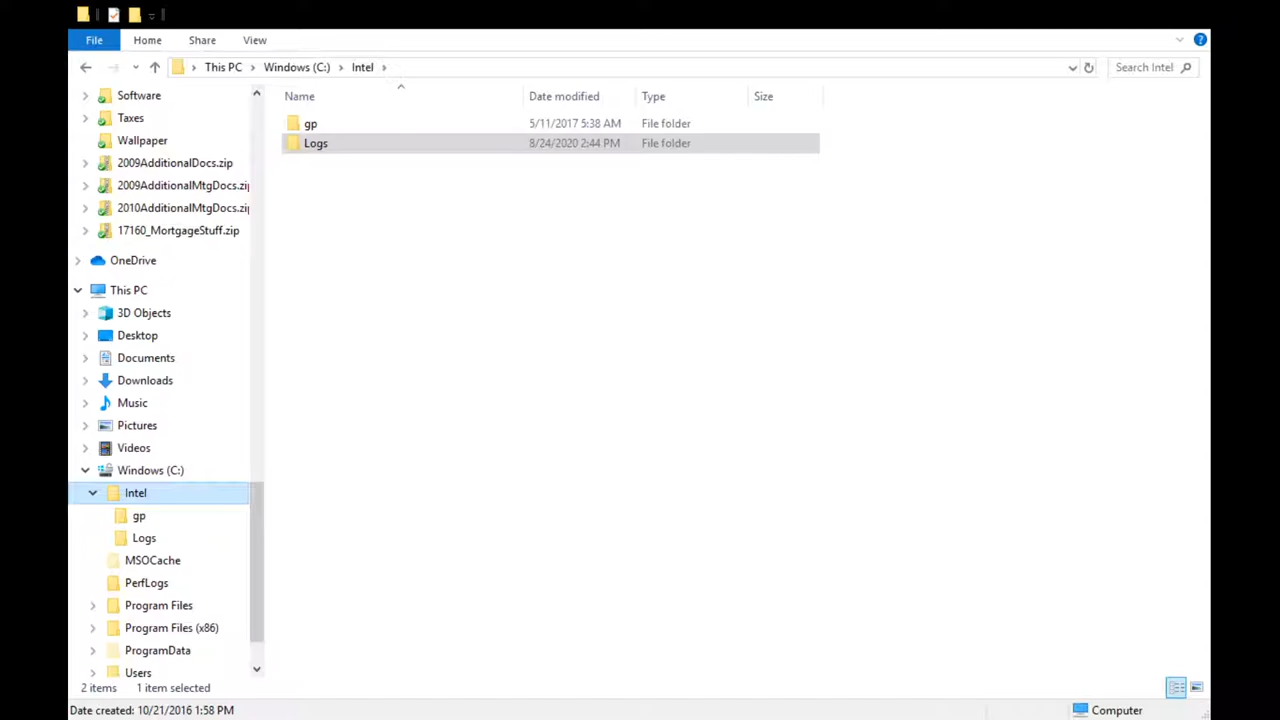 File Home Share View
This PC Windows (C:) Intel Search Intel
Name Date modified Type Size
gp 5/11/2017 5:38 AM File folder
Logs 8/24/2020 2:44 PM File folder
Software
Taxes
Wallpaper
2009AdditionalDocs.zip
2009AdditionalMtgDocs.zip
2010AdditionalMtgDocs.zip
17160_MortgageStuff.zip
OneDrive
This PC
3D Objects
Desktop
Documents
Downloads
Music
Pictures
Videos
Windows (C:)
Intel
gp
Logs
MSOCache
PerfLogs
Program Files
Program Files (x86)
ProgramData
Users
2 items 1 item selected
Date created: 10/21/2016 1:58 PM Computer